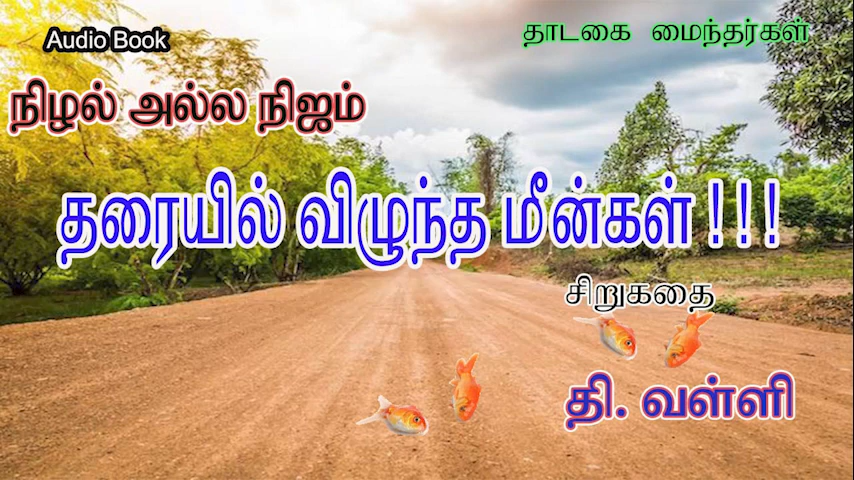 Audio Book
தாடகை மைந்தர்கள்
நிழல் அல்ல நிஜம்
தரையில் விழுந்த மீன்கள் ! ! !
சிறுகதை
தி. வள்ளி